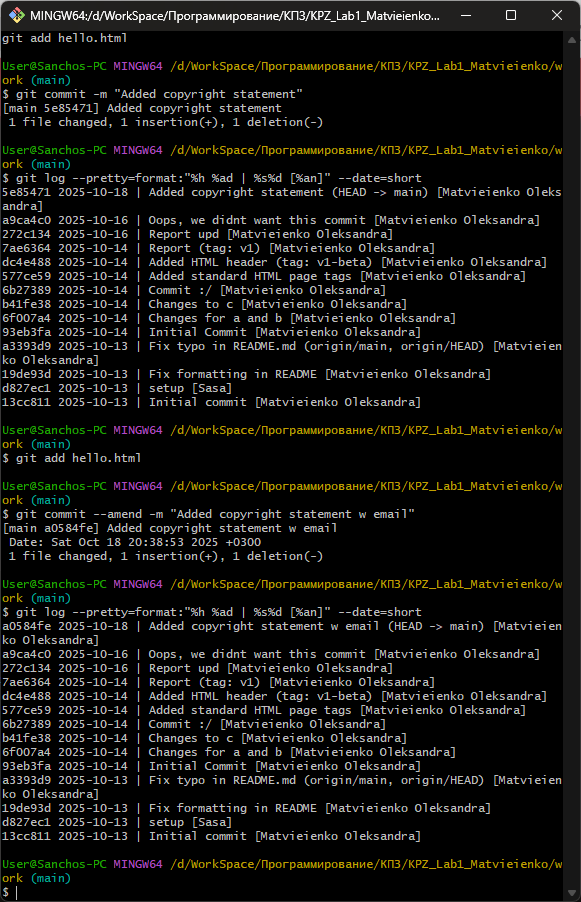 MINGW64:/d/WorkSpace/Программирование/КПЗ/KPZ_Lab1_Matvieienko...
git add hello.html
User@Sanchos-PC MINGW64 /d/WorkSpace/Программирование/КПЗ/KPZ_Lab1_Matvieienko/w
ork (main)
$ git commit -m "Added copyright statement"
[main 5e85471] Added copyright statement
1 file changed, 1 insertion(+), 1 deletion(-)
User@Sanchos-PC MINGW64 /d/WorkSpace/Программирование/КПЗ/KPZ_Lab1_Matvieienko/w
ork (main)
$ git log --pretty=format:"%h %ad | %s%d [%an]" --date=short
5e85471 2025-10-18 | Added copyright statement (HEAD -> main) [Matvieienko Oleks
andra]
a9ca4c0 2025-10-16 | Oops, we didnt want this commit [Matvieienko Oleksandra]
272c134 2025-10-16 | Report upd [Matvieienko Oleksandra]
7ae6364 2025-10-14 | Report (tag: v1) [Matvieienko Oleksandra]
dc4e488 2025-10-14 | Added HTML header (tag: v1-beta) [Matvieienko Oleksandra]
577ce59 2025-10-14 | Added standard HTML page tags [Matvieienko Oleksandra]
6b27389 2025-10-14 | Commit :/ [Matvieienko Oleksandra]
b41fe38 2025-10-14 | Changes to c [Matvieienko Oleksandra]
6f007a4 2025-10-14 | Changes for a and b [Matvieienko Oleksandra]
93eb3fa 2025-10-14 | Initial Commit [Matvieienko Oleksandra]
a3393d9 2025-10-13 | Fix typo in README.md (origin/main, origin/HEAD) [Matvieien
ko Oleksandra]
19de93d 2025-10-13 | Fix formatting in README [Matvieienko Oleksandra]
d827ec1 2025-10-13 | setup [Sasa]
13cc811 2025-10-13 | Initial commit [Matvieienko Oleksandra]
User@Sanchos-PC MINGW64 /d/WorkSpace/Программирование/КПЗ/KPZ_Lab1_Matvieienko/w
ork (main)
$ git add hello.html
User@Sanchos-PC MINGW64 /d/WorkSpace/Программирование/КПЗ/KPZ_Lab1_Matvieienko/w
ork (main)
$ git commit --amend -m "Added copyright statement w email"
[main a0584fe] Added copyright statement w email
Date: Sat Oct 18 20:38:53 2025 +0300
1 file changed, 1 insertion(+), 1 deletion(-)
User@Sanchos-PC MINGW64 /d/WorkSpace/Программирование/КПЗ/KPZ_Lab1_Matvieienko/w
ork (main)
$ git log --pretty=format:"%h %ad | %s%d [%an]" --date=short
a0584fe 2025-10-18 | Added copyright statement w email (HEAD -> main) [Matvieien
ko Oleksandra]
a9ca4c0 2025-10-16 | Oops, we didnt want this commit [Matvieienko Oleksandra]
272c134 2025-10-16 | Report upd [Matvieienko Oleksandra]
7ae6364 2025-10-14 | Report (tag: v1) [Matvieienko Oleksandra]
dc4e488 2025-10-14 | Added HTML header (tag: v1-beta) [Matvieienko Oleksandra]
577ce59 2025-10-14 | Added standard HTML page tags [Matvieienko Oleksandra]
6b27389 2025-10-14 | Commit :/ [Matvieienko Oleksandra]
b41fe38 2025-10-14 | Changes to c [Matvieienko Oleksandra]
6f007a4 2025-10-14 | Changes for a and b [Matvieienko Oleksandra]
93eb3fa 2025-10-14 | Initial Commit [Matvieienko Oleksandra]
a3393d9 2025-10-13 | Fix typo in README.md (origin/main, origin/HEAD) [Matvieien
ko Oleksandra]
19de93d 2025-10-13 | Fix formatting in README [Matvieienko Oleksandra]
d827ec1 2025-10-13 | setup [Sasa]
13cc811 2025-10-13 | Initial commit [Matvieienko Oleksandra]
User@Sanchos-PC MINGW64 /d/WorkSpace/Программирование/КПЗ/KPZ_Lab1_Matvieienko/w
ork (main)
$